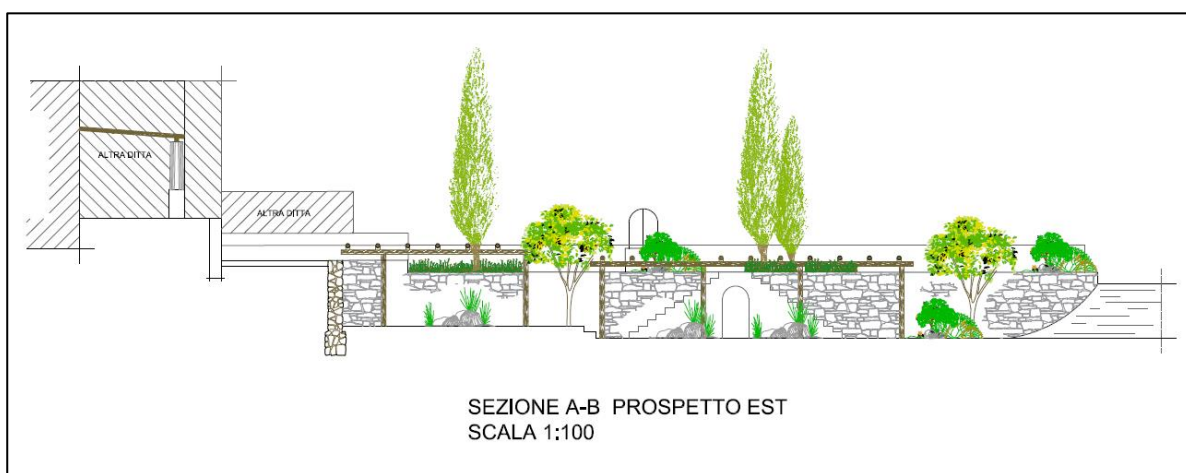 ALTRA DITTA
ALTRA DITTA
SEZIONE A-B PROSPETTO EST
SCALA 1:100